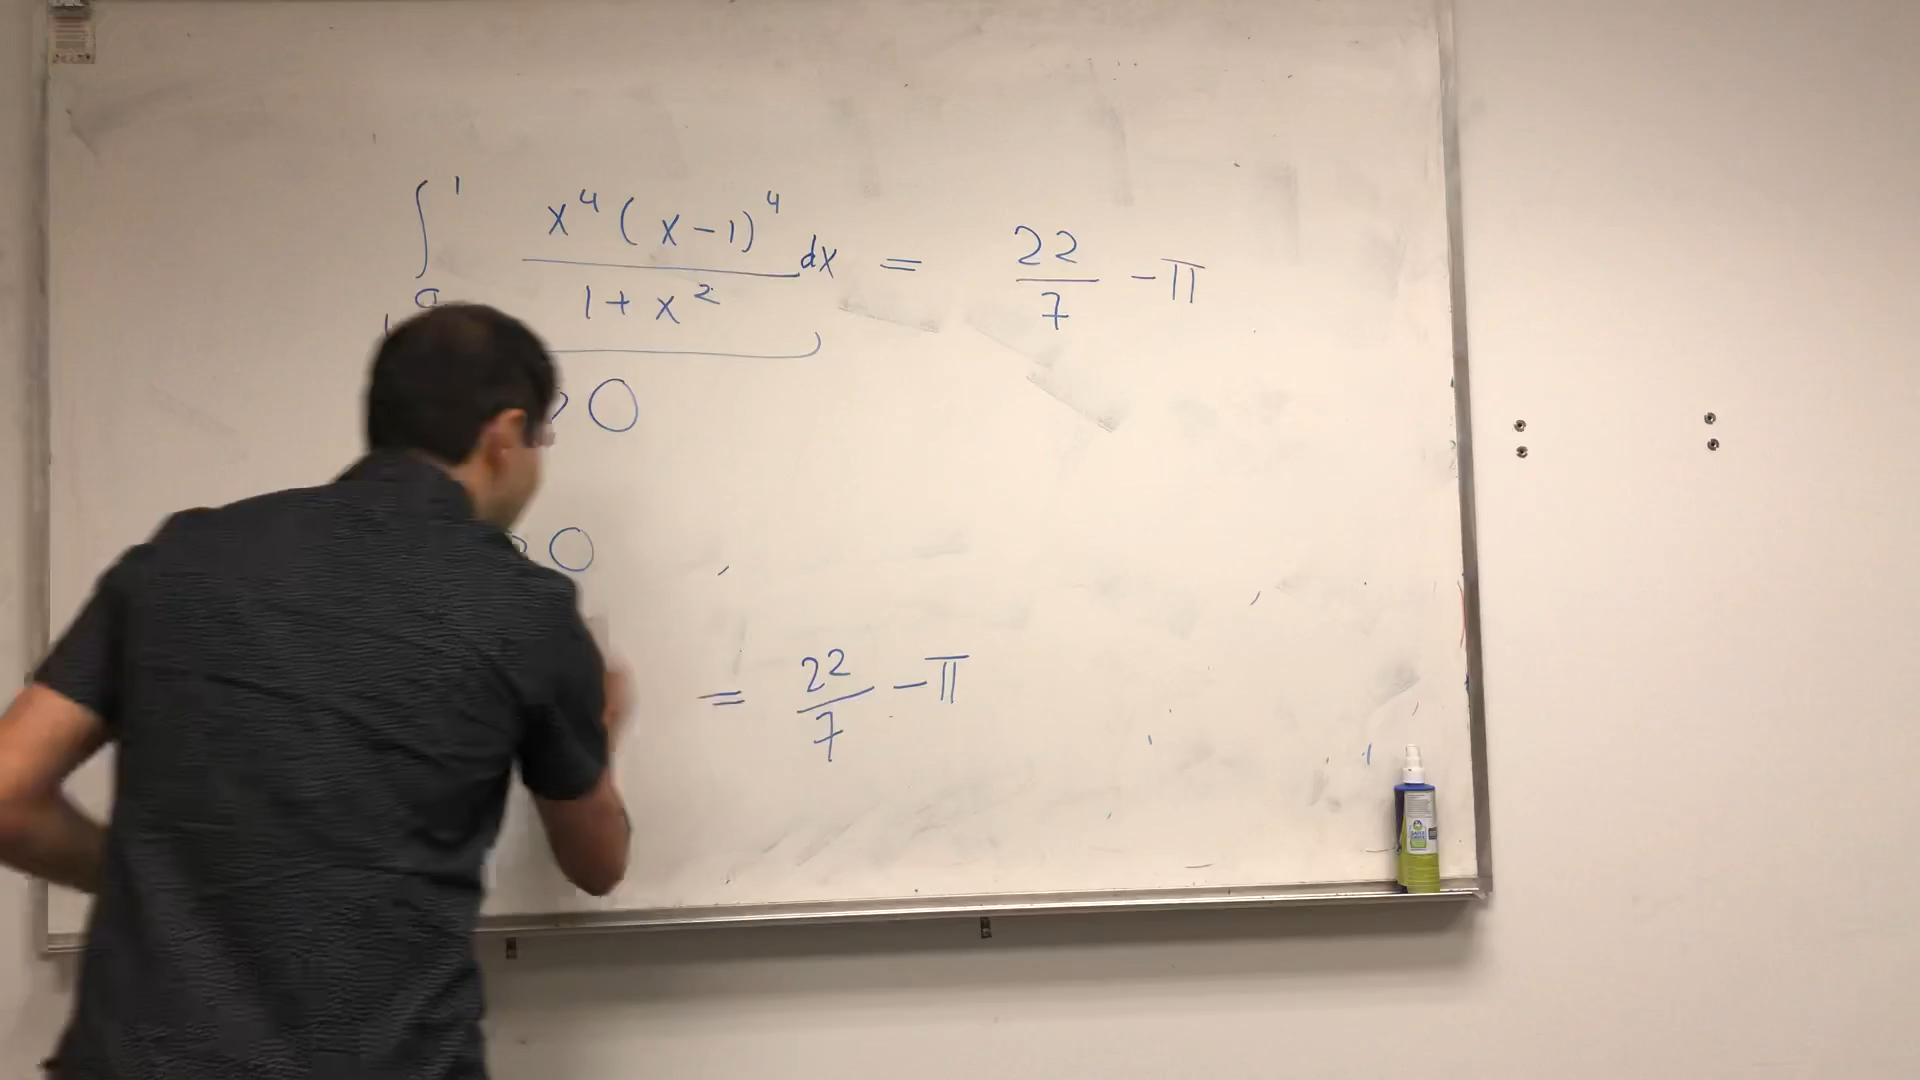 ∫₀¹ x⁴(x-1)⁴/(1+x²) dx = 22/7 - π
> 0
> 0
= 22/7 - π